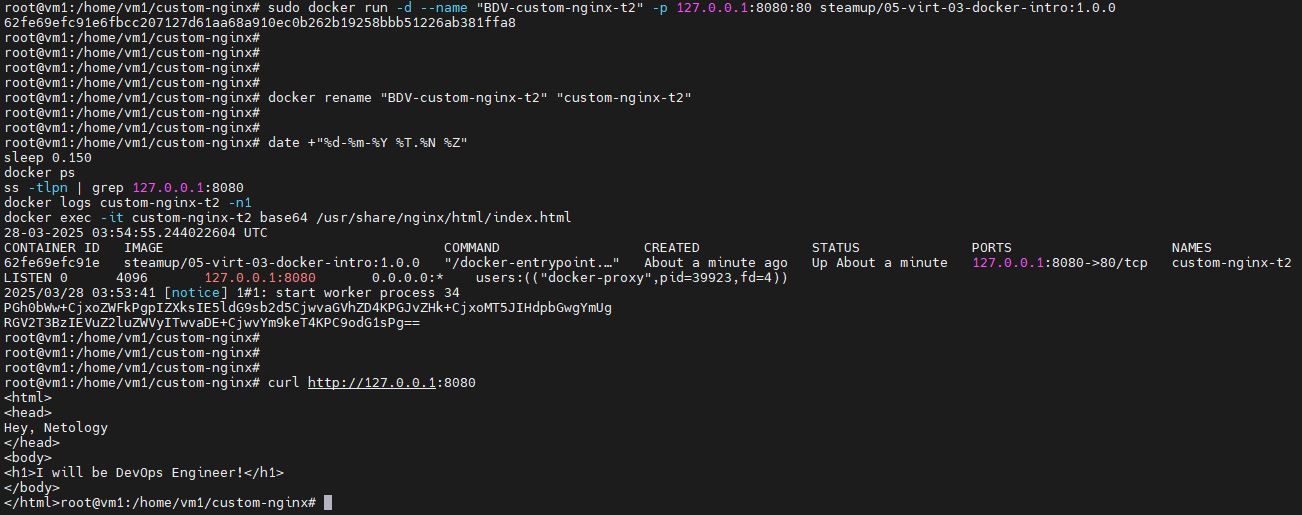 root@vm1:/home/vm1/custom-nginx# sudo docker run -d --name "BDV-custom-nginx-t2" -p 127.0.0.1:8080:80 steamup/05-virt-03-docker-intro:1.0.0
62fe69efc91e6fbcc207127d61aa68a910ec0b262b19258bbb51226ab381ffa8
root@vm1:/home/vm1/custom-nginx#
root@vm1:/home/vm1/custom-nginx#
root@vm1:/home/vm1/custom-nginx#
root@vm1:/home/vm1/custom-nginx#
root@vm1:/home/vm1/custom-nginx# docker rename "BDV-custom-nginx-t2" "custom-nginx-t2"
root@vm1:/home/vm1/custom-nginx#
root@vm1:/home/vm1/custom-nginx#
root@vm1:/home/vm1/custom-nginx# date +"%d-%m-%Y %T.%N %Z"
sleep 0.150
docker ps
ss -tlpn | grep 127.0.0.1:8080
docker logs custom-nginx-t2 -n1
docker exec -it custom-nginx-t2 base64 /usr/share/nginx/html/index.html
28-03-2025 03:54:55.244022604 UTC
CONTAINER ID   IMAGE                                   COMMAND                  CREATED              STATUS              PORTS                    NAMES
62fe69efc91e   steamup/05-virt-03-docker-intro:1.0.0   "/docker-entrypoint.…"   About a minute ago   Up About a minute   127.0.0.1:8080->80/tcp   custom-nginx-t2
LISTEN 0      4096       127.0.0.1:8080       0.0.0.0:*    users:(("docker-proxy",pid=39923,fd=4))
2025/03/28 03:53:41 [notice] 1#1: start worker process 34
PGh0bWw+CjxoZWFkPgpIZXksIE5ldG9sb2d5CjwvaGVhZD4KPGJvZHk+CjxoMT5JIHdpbGwgYmUg
RGV2T3BzIEVuZ2luZWVyITwvaDE+CjwvYm9keT4KPC9odG1sPg==
root@vm1:/home/vm1/custom-nginx#
root@vm1:/home/vm1/custom-nginx#
root@vm1:/home/vm1/custom-nginx#
root@vm1:/home/vm1/custom-nginx# curl http://127.0.0.1:8080
<html>
<head>
Hey, Netology
</head>
<body>
<h1>I will be DevOps Engineer!</h1>
</body>
</html>root@vm1:/home/vm1/custom-nginx#